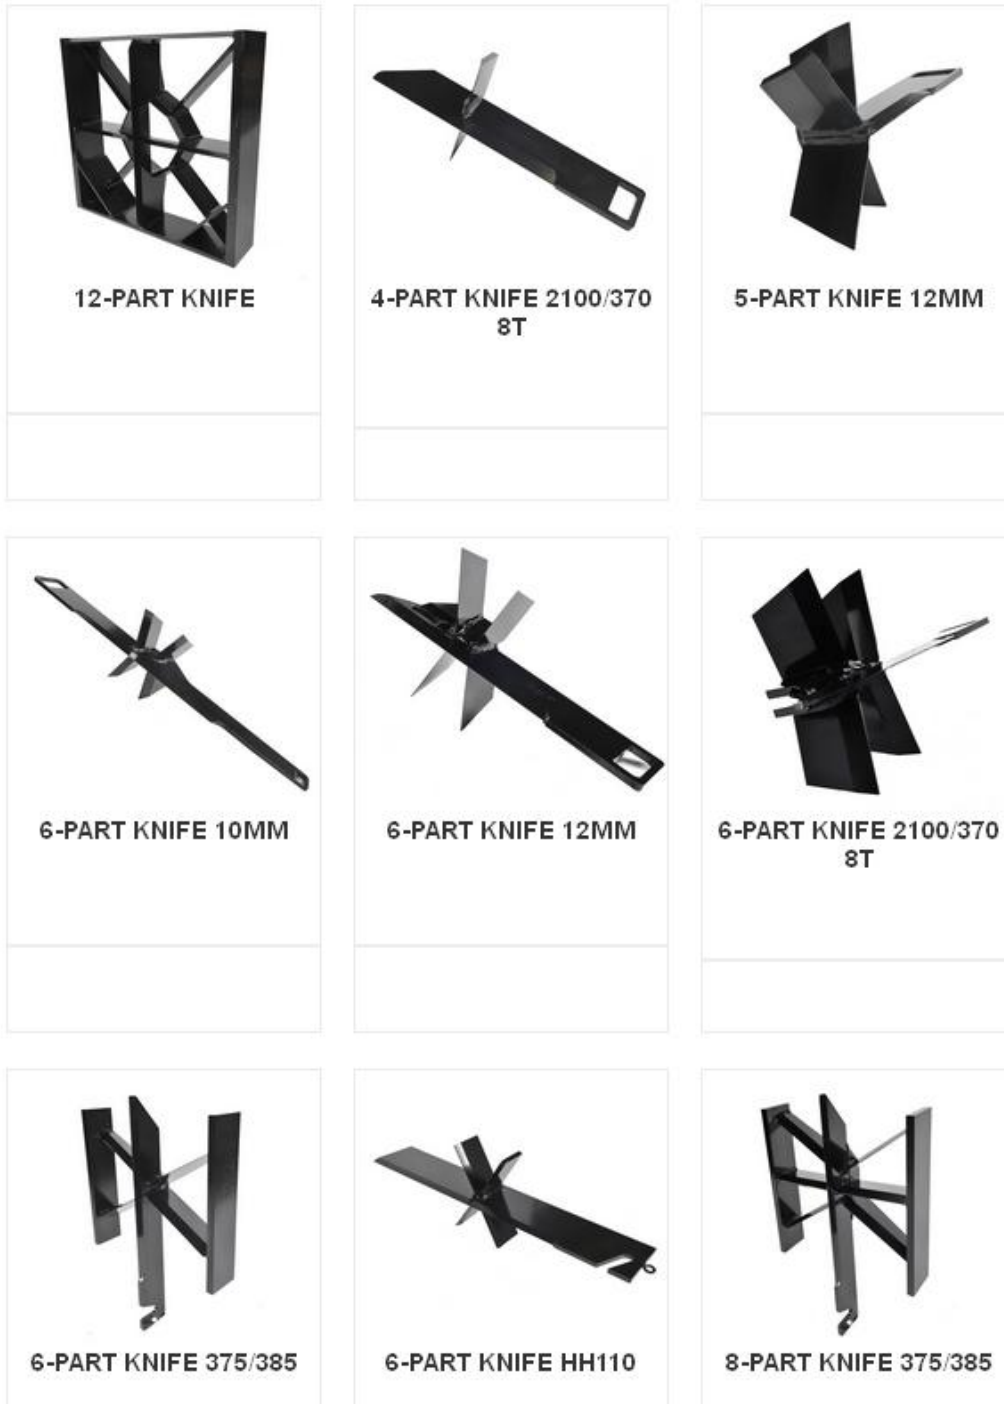 12-PART KNIFE
4-PART KNIFE 2100/370
8T
5-PART KNIFE 12MM
6-PART KNIFE 10MM
6-PART KNIFE 12MM
6-PART KNIFE 2100/370
8T
6-PART KNIFE 375/385
6-PART KNIFE HH110
8-PART KNIFE 375/385